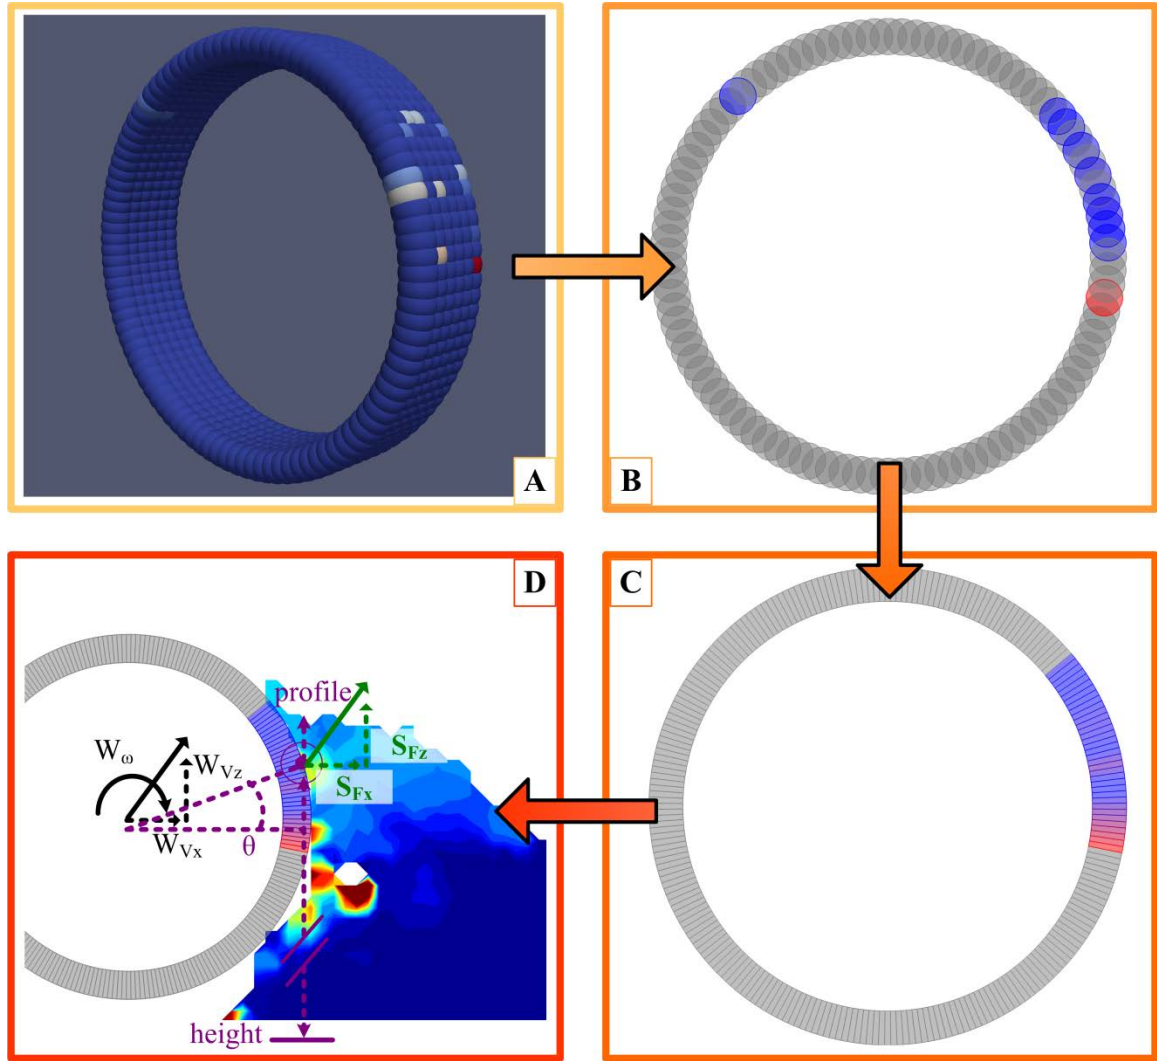 A
B
D
C
profile
W_ω
W_Vz
S_Fz
S_Fx
W_Vx
θ
height